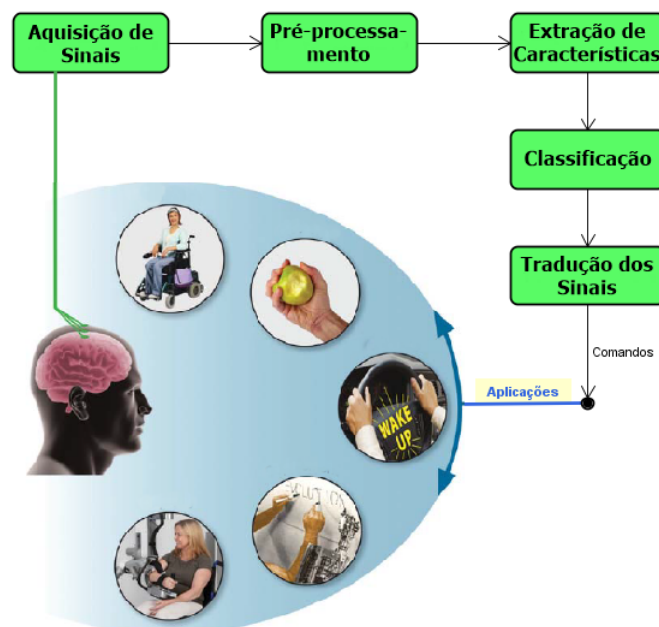 Aquisição de
Sinais
Pré-processa-
mento
Extração de
Características
Classificação
Tradução dos
Sinais
Comandos
Aplicações
WAKE
UP